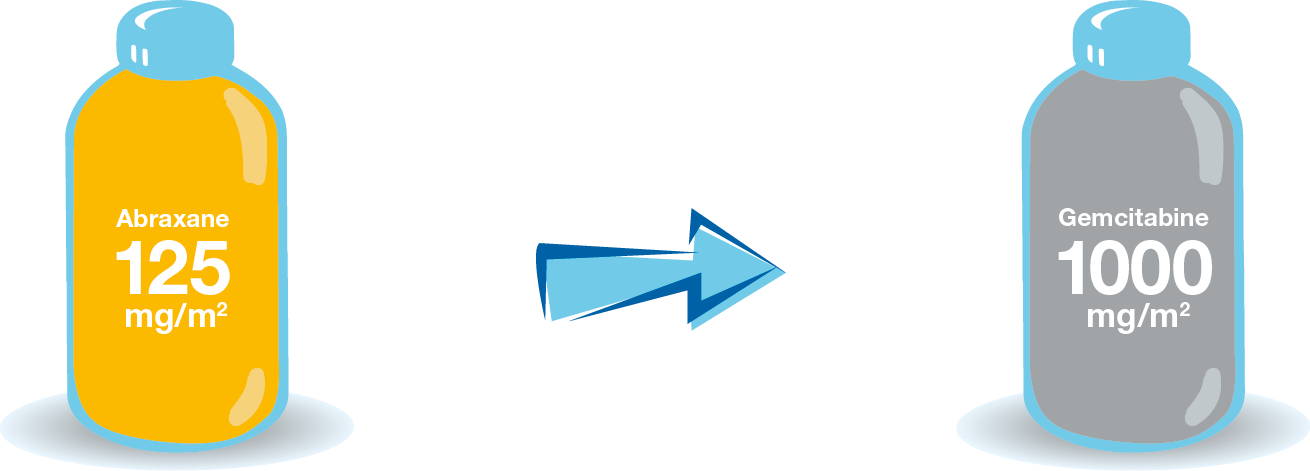 Abraxane
125
mg/m²
Gemcitabine
1000
mg/m²